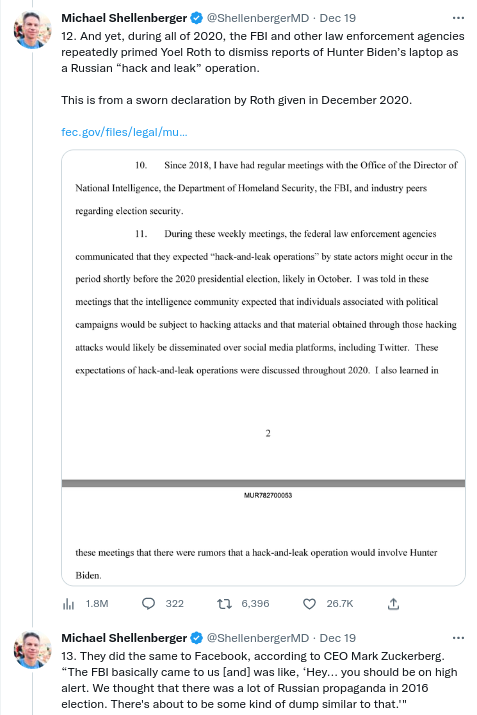 Michael Shellenberger @ShellenbergerMD · Dec 19
12. And yet, during all of 2020, the FBI and other law enforcement agencies
repeatedly primed Yoel Roth to dismiss reports of Hunter Biden's laptop as
a Russian “hack and leak” operation.
This is from a sworn declaration by Roth given in December 2020.
fec.gov/files/legal/mu...
10. Since 2018, I have had regular meetings with the Office of the Director of
National Intelligence, the Department of Homeland Security, the FBI, and industry peers
regarding election security.
11. During these weekly meetings, the federal law enforcement agencies
communicated that they expected “hack-and-leak operations” by state actors might occur in the
period shortly before the 2020 presidential election, likely in October. I was told in these
meetings that the intelligence community expected that individuals associated with political
campaigns would be subject to hacking attacks and that material obtained through those hacking
attacks would likely be disseminated over social media platforms, including Twitter. These
expectations of hack-and-leak operations were discussed throughout 2020. I also learned in
2
MUR782700053
these meetings that there were rumors that a hack-and-leak operation would involve Hunter
Biden.
1.8M 322 6,396 26.7K
Michael Shellenberger @ShellenbergerMD · Dec 19
13. They did the same to Facebook, according to CEO Mark Zuckerberg.
“The FBI basically came to us [and] was like, ‘Hey... you should be on high
alert. We thought that there was a lot of Russian propaganda in 2016
election. There's about to be some kind of dump similar to that.'"